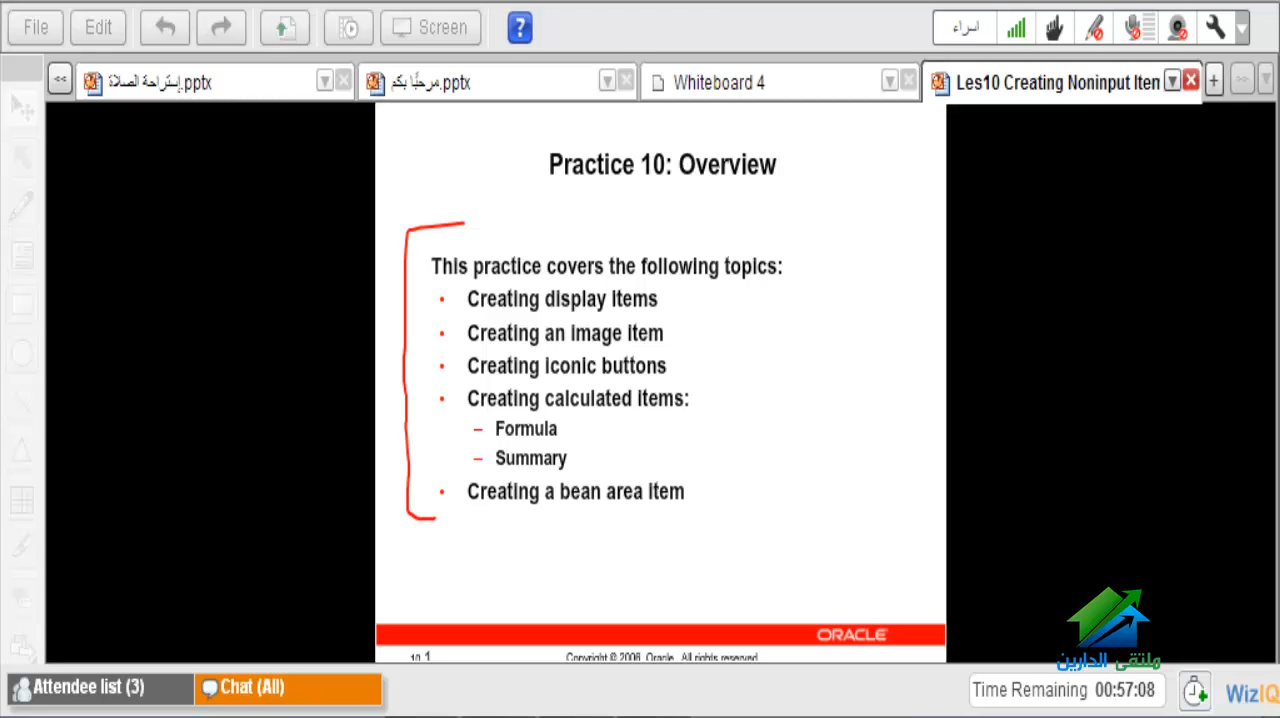 File Edit Screen ? اسراء
<< إستراحة الصلاة.pptx مرحبًا بكم.pptx Whiteboard 4 Les10 Creating Noninput Item + >>
Practice 10: Overview
This practice covers the following topics:
• Creating display items
• Creating an image item
• Creating iconic buttons
• Creating calculated items:
– Formula
– Summary
• Creating a bean area item
ORACLE
Copyright © 2006, Oracle. All rights reserved.
ملتقى الدارين
Attendee list (3) Chat (All) Time Remaining 00:57:08 WizIQ